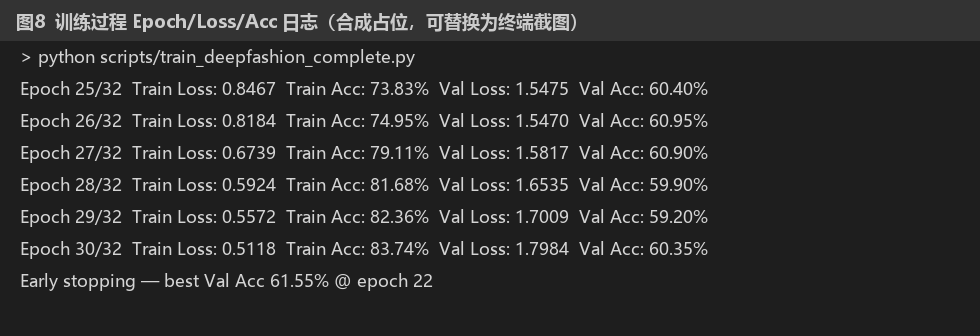 图8 训练过程 Epoch/Loss/Acc 日志（合成占位，可替换为终端截图）
> python scripts/train_deepfashion_complete.py
Epoch 25/32 Train Loss: 0.8467 Train Acc: 73.83% Val Loss: 1.5475 Val Acc: 60.40%
Epoch 26/32 Train Loss: 0.8184 Train Acc: 74.95% Val Loss: 1.5470 Val Acc: 60.95%
Epoch 27/32 Train Loss: 0.6739 Train Acc: 79.11% Val Loss: 1.5817 Val Acc: 60.90%
Epoch 28/32 Train Loss: 0.5924 Train Acc: 81.68% Val Loss: 1.6535 Val Acc: 59.90%
Epoch 29/32 Train Loss: 0.5572 Train Acc: 82.36% Val Loss: 1.7009 Val Acc: 59.20%
Epoch 30/32 Train Loss: 0.5118 Train Acc: 83.74% Val Loss: 1.7984 Val Acc: 60.35%
Early stopping — best Val Acc 61.55% @ epoch 22